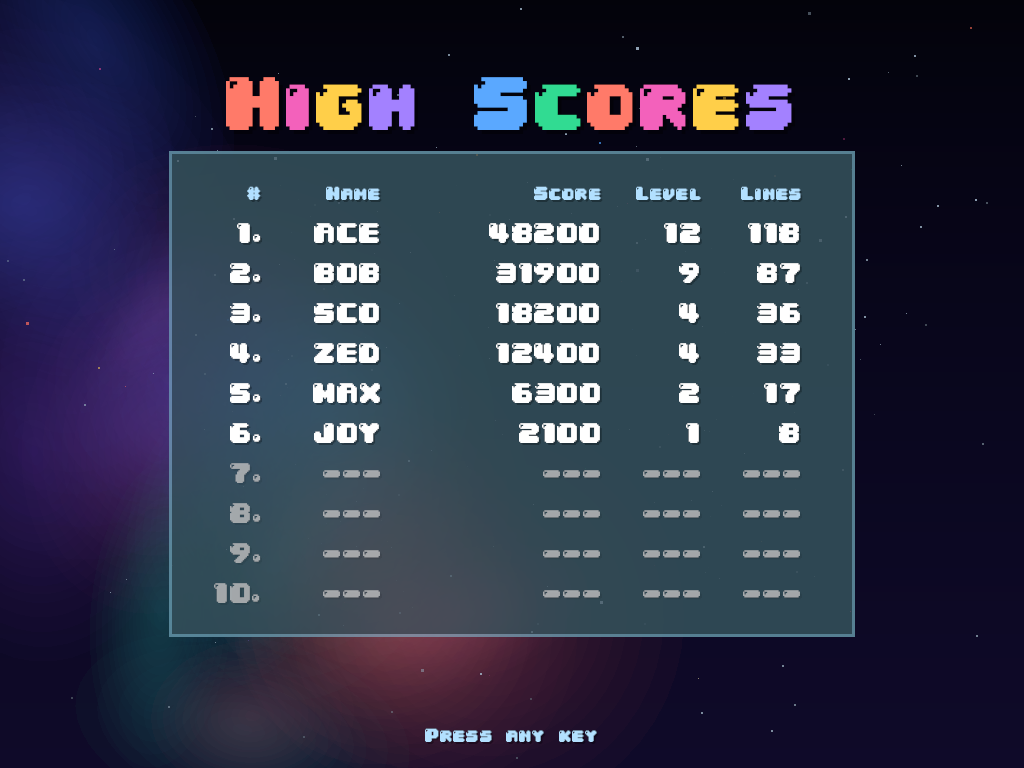 High Scores
# Name Score Level Lines
1. ACE 48200 12 118
2. BOB 31900 9 87
3. SCO 18200 4 36
4. ZED 12400 4 33
5. MAX 6300 2 17
6. JOY 2100 1 8
7. --- --- --- ---
8. --- --- --- ---
9. --- --- --- ---
10. --- --- --- ---
Press any key